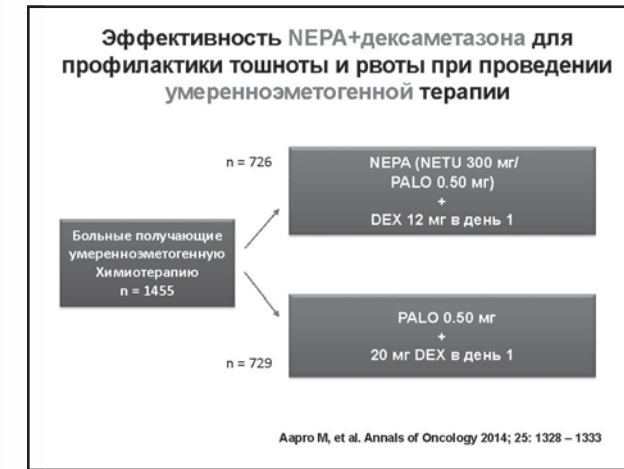 Эффективность NEPA+дексаметазона для
профилактики тошноты и рвоты при проведении
умеренноэметогенной терапии
n = 726
NEPA (NETU 300 мг/
PALO 0.50 мг)
+
DEX 12 мг в день 1
Больные получающие
умеренноэметогенную
Химиотерапию
n = 1455
PALO 0.50 мг
+
20 мг DEX в день 1
n = 729
Aapro M, et al. Annals of Oncology 2014; 25: 1328 – 1333